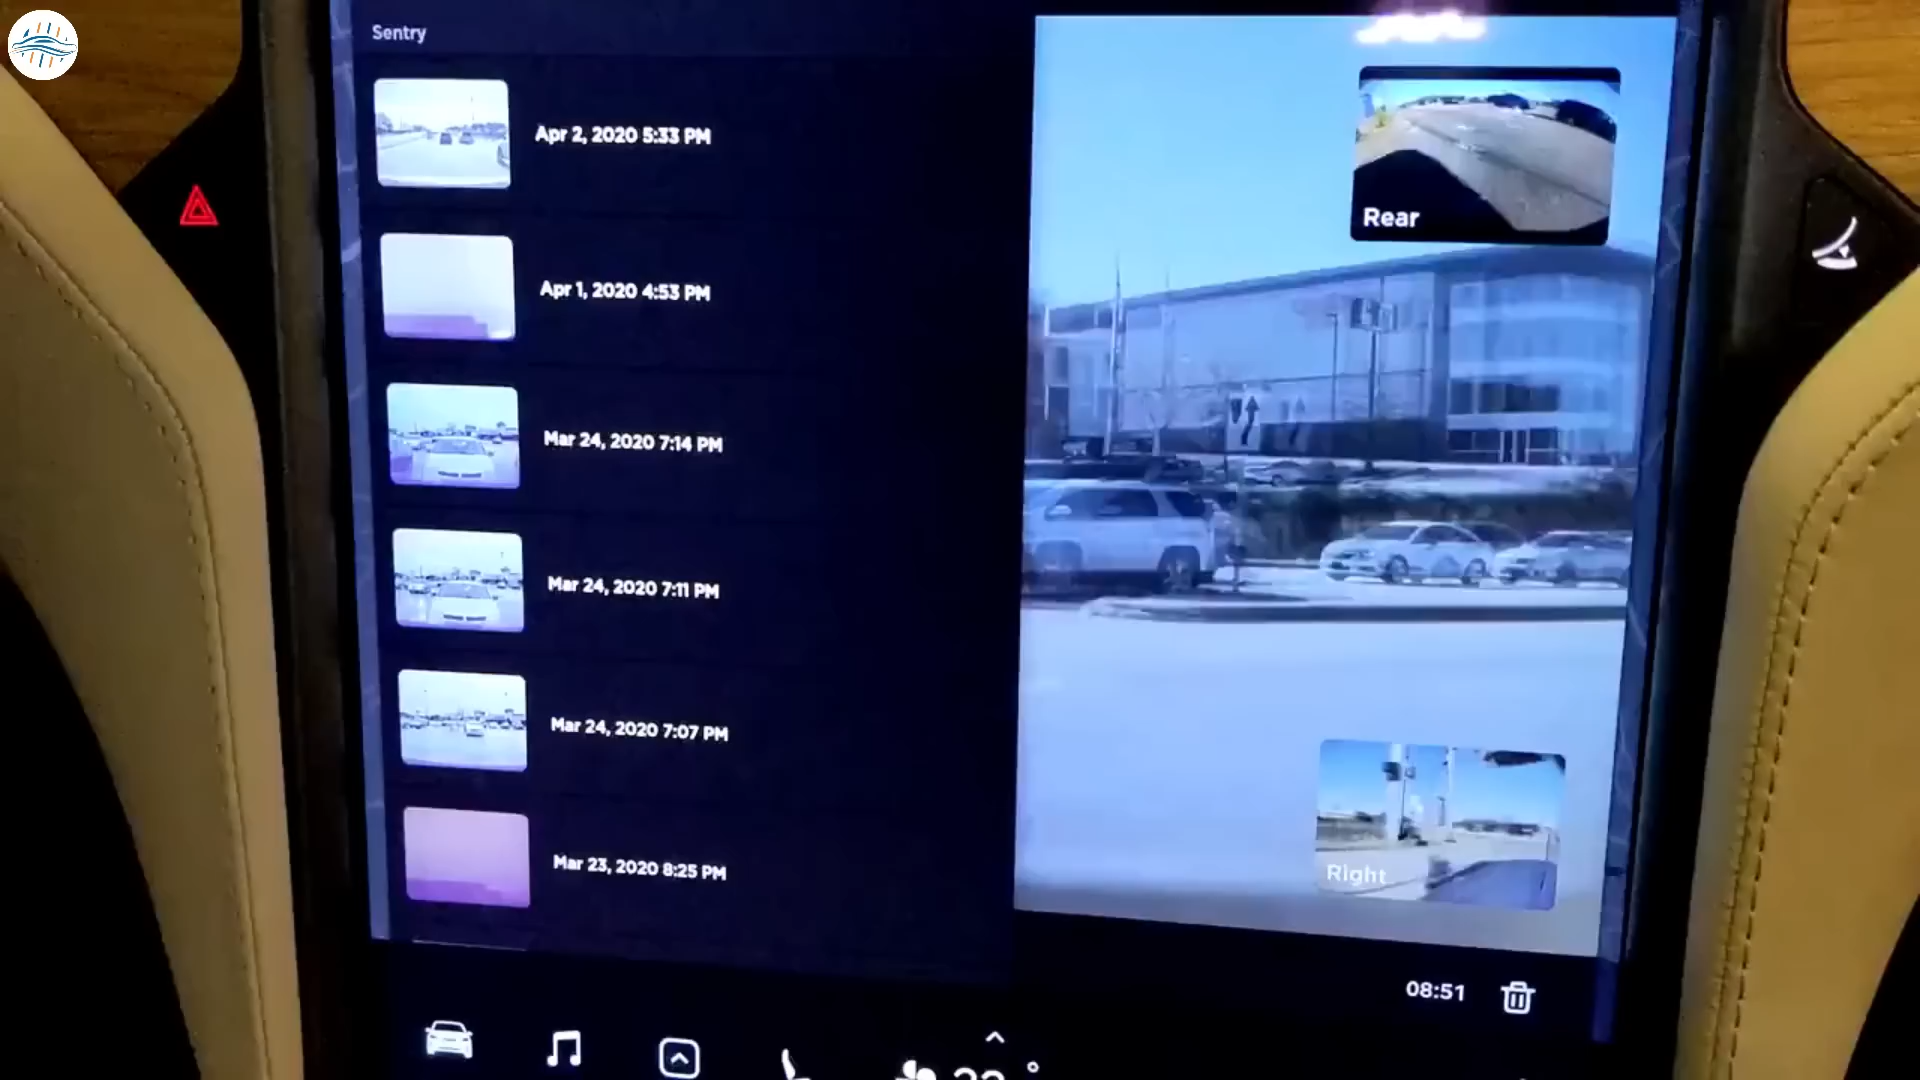 Sentry
Apr 2, 2020 5:33 PM
Apr 1, 2020 4:53 PM
Mar 24, 2020 7:14 PM
Mar 24, 2020 7:11 PM
Mar 24, 2020 7:07 PM
Mar 23, 2020 8:25 PM
Rear
Right
08:51